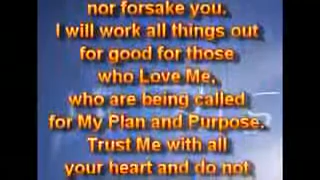 nor forsake you.
I will work all things out
for good for those
who Love Me,
who are being called
for My Plan and Purpose.
Trust Me with all
your heart and do not